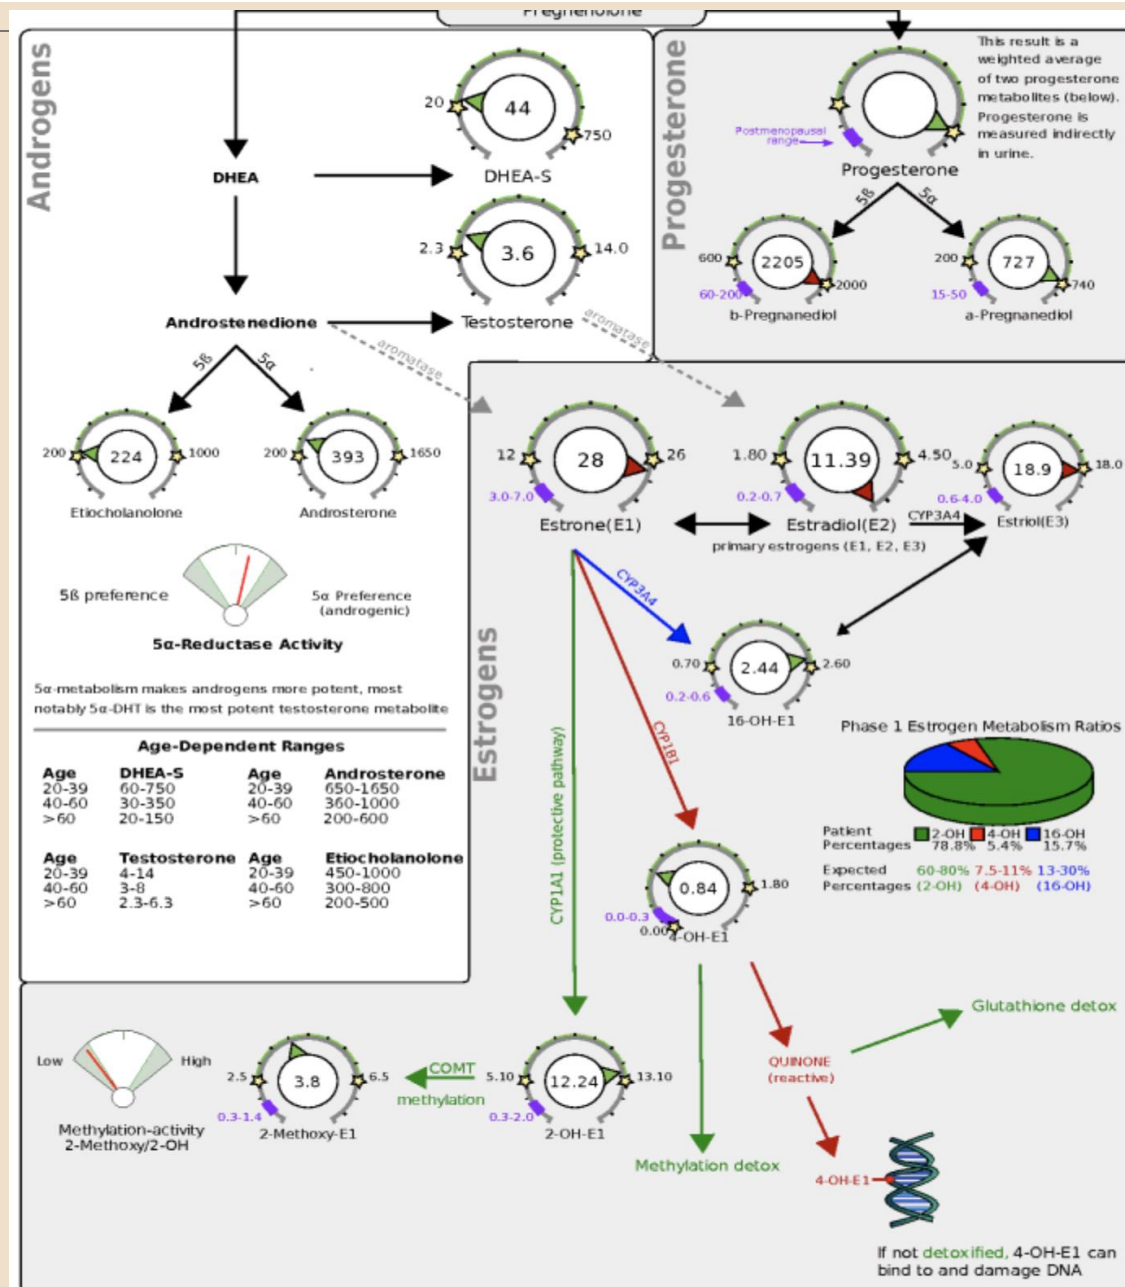 Pregnenolone
Androgens
20
44
750
DHEA
DHEA-S
2.3
3.6
14.0
Androstenedione
Testosterone
aromatase
aromatase
5ß
5α
200
224
1000
Etiocholanolone
200
393
1650
Androsterone
5ß preference
5α Preference
(androgenic)
5α-Reductase Activity
5α-metabolism makes androgens more potent, most
notably 5α-DHT is the most potent testosterone metabolite
Age-Dependent Ranges
Age DHEA-S Age Androsterone
20-39 60-750 20-39 650-1650
40-60 30-350 40-60 360-1000
>60 20-150 >60 200-600
Age Testosterone Age Etiocholanolone
20-39 4-14 20-39 450-1000
40-60 3-8 40-60 300-800
>60 2.3-6.3 >60 200-500
Progesterone
This result is a
weighted average
of two progesterone
metabolites (below).
Progesterone is
measured indirectly
in urine.
Postmenopausal
range
Progesterone
5ß
5α
600
2205
2000
60-200
b-Pregnanediol
200
727
740
15-50
a-Pregnanediol
Estrogens
12
28
26
3.0-7.0
Estrone(E1)
1.80
11.39
4.50
0.2-0.7
Estradiol(E2)
CYP3A4
5.0
18.9
18.0
0.6-4.0
Estriol(E3)
primary estrogens (E1, E2, E3)
CYP3A4
0.70
2.44
2.60
0.2-0.6
16-OH-E1
CYP1B1
CYP1A1 (protective pathway)
Phase 1 Estrogen Metabolism Ratios
Patient 2-OH 4-OH 16-OH
Percentages 78.8% 5.4% 15.7%
Expected 60-80% 7.5-11% 13-30%
Percentages (2-OH) (4-OH) (16-OH)
0.84
1.80
0.0-0.3
0.00
4-OH-E1
Low
High
Methylation-activity
2-Methoxy/2-OH
2.5
3.8
6.5
0.3-1.4
2-Methoxy-E1
COMT
methylation
5.10
12.24
13.10
0.3-2.0
2-OH-E1
Methylation detox
QUINONE
(reactive)
Glutathione detox
4-OH-E1
If not detoxified, 4-OH-E1 can
bind to and damage DNA